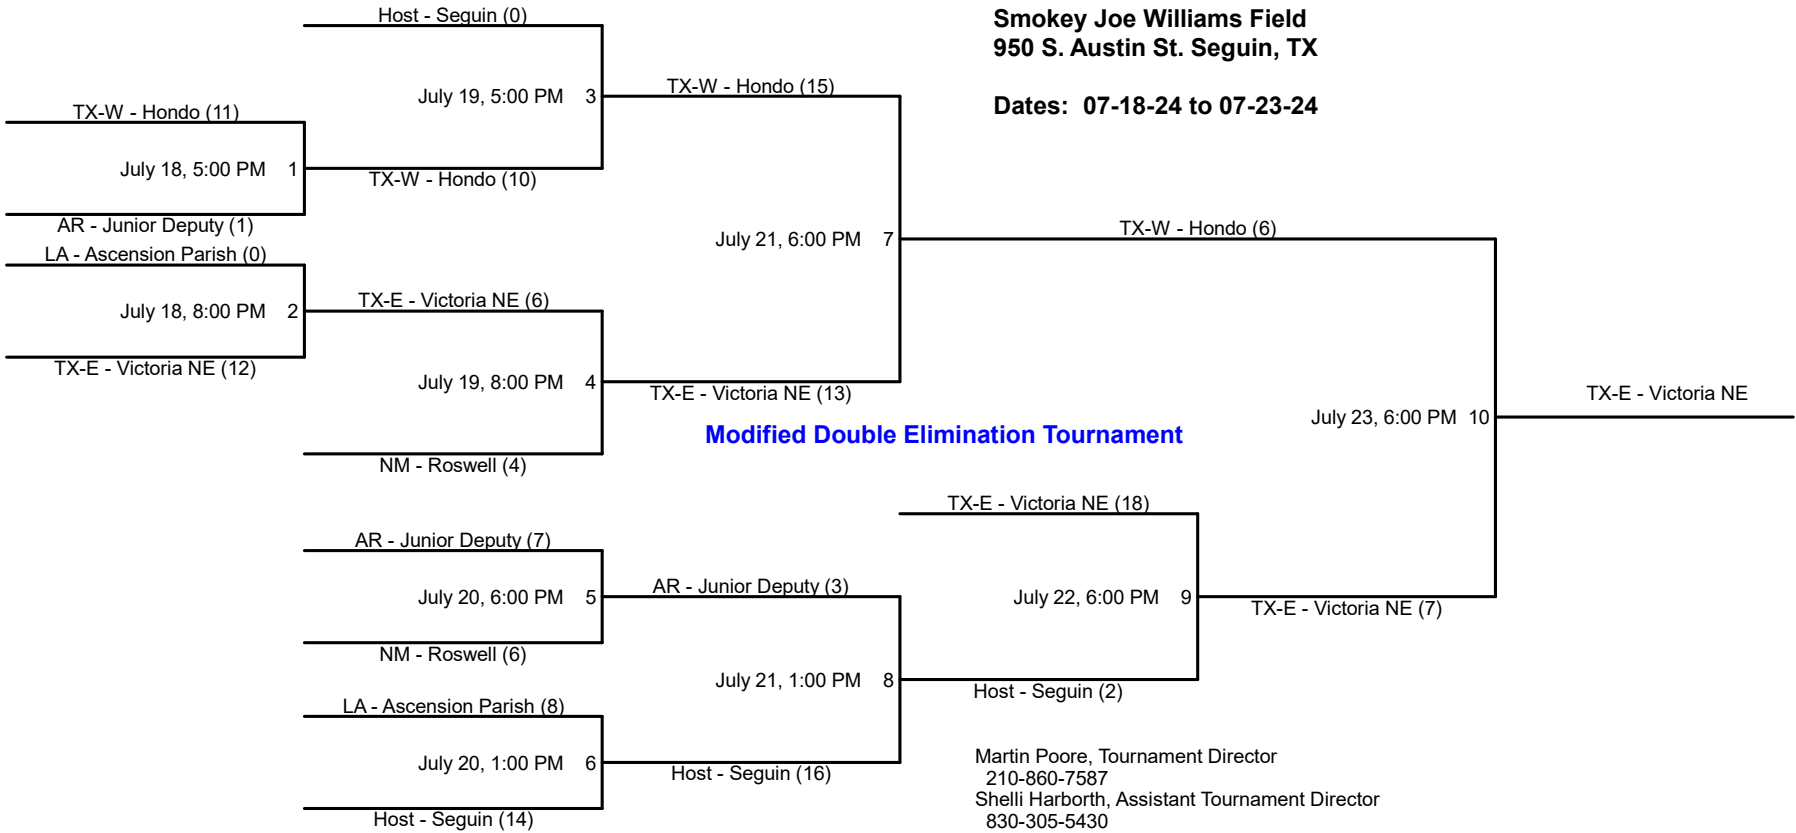 Host - Seguin (0)
Smokey Joe Williams Field
950 S. Austin St. Seguin, TX
Dates: 07-18-24 to 07-23-24
July 19, 5:00 PM 3
TX-W - Hondo (15)
TX-W - Hondo (11)
July 18, 5:00 PM 1
TX-W - Hondo (10)
AR - Junior Deputy (1)
LA - Ascension Parish (0)
July 21, 6:00 PM 7
TX-W - Hondo (6)
July 18, 8:00 PM 2
TX-E - Victoria NE (6)
TX-E - Victoria NE (12)
July 19, 8:00 PM 4
TX-E - Victoria NE (13)
TX-E - Victoria NE
July 23, 6:00 PM 10
Modified Double Elimination Tournament
NM - Roswell (4)
TX-E - Victoria NE (18)
AR - Junior Deputy (7)
July 20, 6:00 PM 5
AR - Junior Deputy (3)
July 22, 6:00 PM 9
TX-E - Victoria NE (7)
NM - Roswell (6)
July 21, 1:00 PM 8
Host - Seguin (2)
LA - Ascension Parish (8)
July 20, 1:00 PM 6
Host - Seguin (16)
Host - Seguin (14)
Martin Poore, Tournament Director
210-860-7587
Shelli Harborth, Assistant Tournament Director
830-305-5430